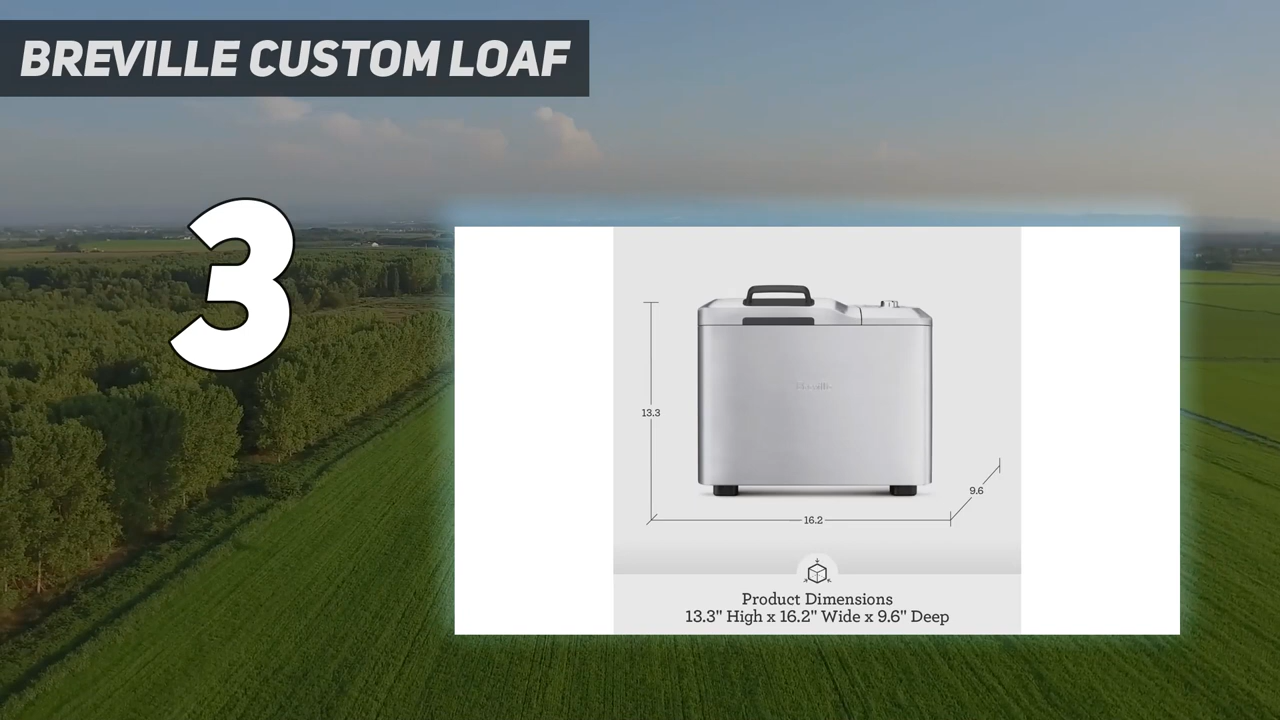 BREVILLE CUSTOM LOAF
3
Breville
13.3
9.6
16.2
Product Dimensions
13.3" High x 16.2" Wide x 9.6" Deep